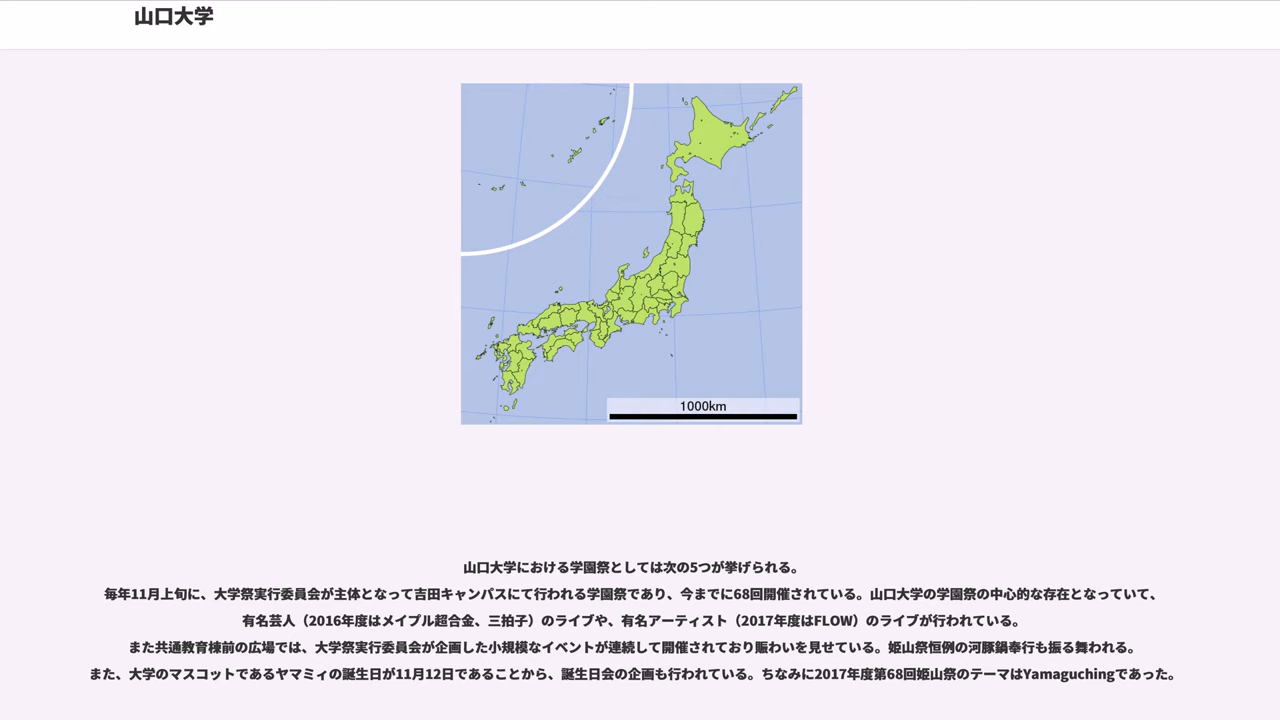 山口大学
1000km
山口大学における学園祭としては次の5つが挙げられる。
毎年11月上旬に、大学祭実行委員会が主体となって吉田キャンパスにて行われる学園祭であり、今までに68回開催されている。山口大学の学園祭の中心的な存在となっていて、
有名芸人（2016年度はメイプル超合金、三拍子）のライブや、有名アーティスト（2017年度はFLOW）のライブが行われている。
また共通教育棟前の広場では、大学祭実行委員会が企画した小規模なイベントが連続して開催されており賑わいを見せている。姫山祭恒例の河豚鍋奉行も振る舞われる。
また、大学のマスコットであるヤマミィの誕生日が11月12日であることから、誕生日会の企画も行われている。ちなみに2017年度第68回姫山祭のテーマはYamaguchingであった。